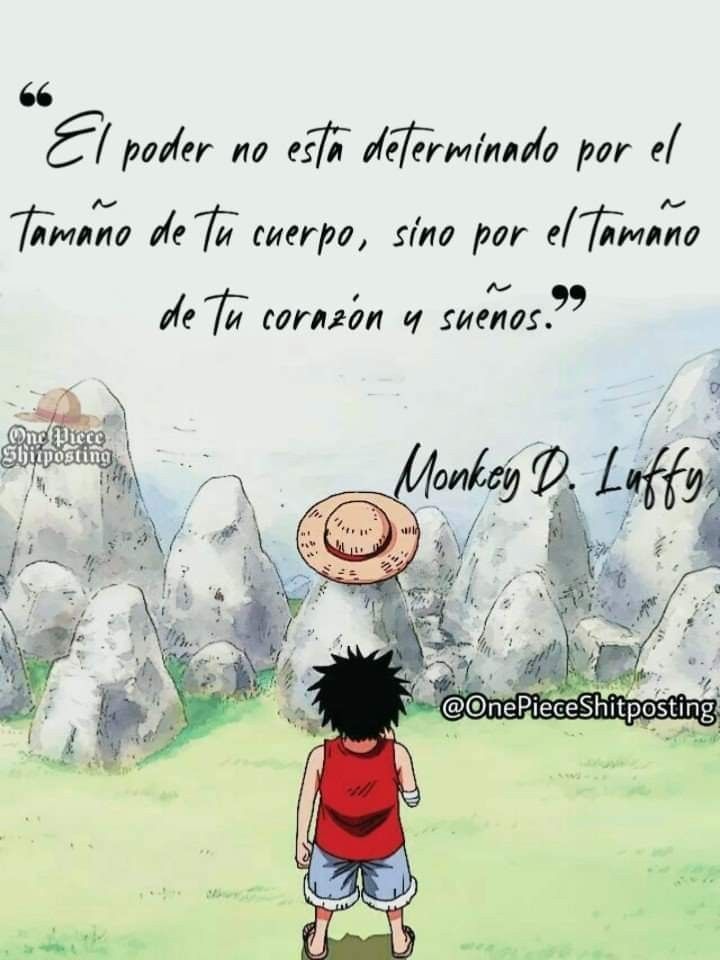 “El poder no está determinado por el
tamaño de tu cuerpo, sino por el tamaño
de tu corazón y sueños.”
One Piece
Shitposting
Monkey D. Luffy
@OnePieceShitposting